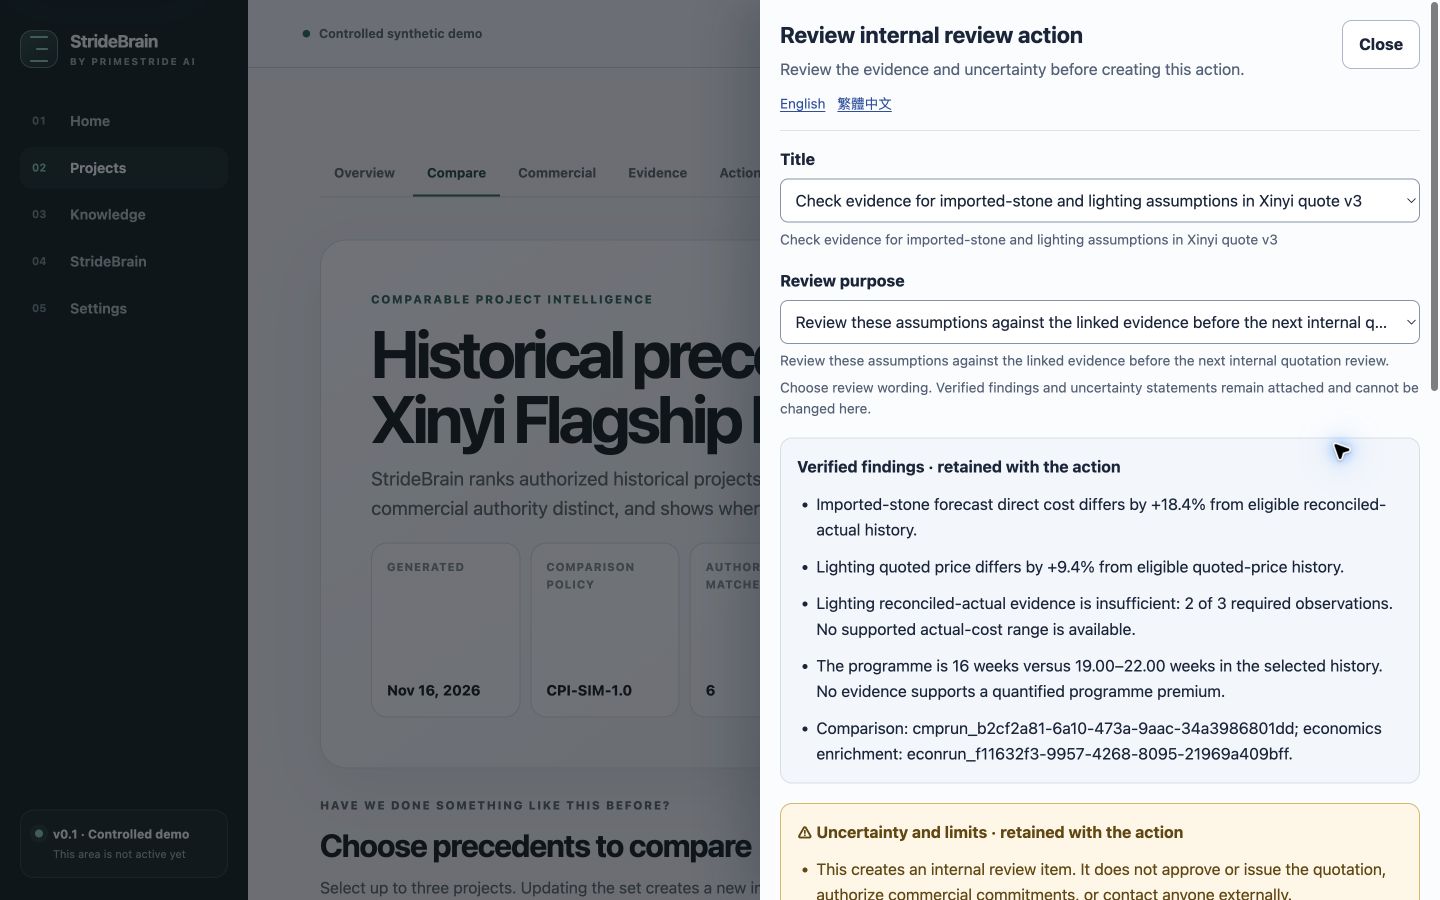 StrideBrain
BY PRIMESTRIDE AI
01 Home
02 Projects
03 Knowledge
04 StrideBrain
05 Settings
v0.1 · Controlled demo
This area is not active yet
Controlled synthetic demo
Overview Compare Commercial Evidence Action
COMPARABLE PROJECT INTELLIGENCE
Historical prec
Xinyi Flagship
StrideBrain ranks authorized historical projects
commercial authority distinct, and shows wher
GENERATED
Nov 16, 2026
COMPARISON
POLICY
CPI-SIM-1.0
AUTHOR
MATCHE
6
HAVE WE DONE SOMETHING LIKE THIS BEFORE?
Choose precedents to compare
Select up to three projects. Updating the set creates a new in
Review internal review action
Close
Review the evidence and uncertainty before creating this action.
English 繁體中文
Title
Check evidence for imported-stone and lighting assumptions in Xinyi quote v3
Check evidence for imported-stone and lighting assumptions in Xinyi quote v3
Review purpose
Review these assumptions against the linked evidence before the next internal q...
Review these assumptions against the linked evidence before the next internal quotation review.
Choose review wording. Verified findings and uncertainty statements remain attached and cannot be
changed here.
Verified findings · retained with the action
• Imported-stone forecast direct cost differs by +18.4% from eligible reconciled-
actual history.
• Lighting quoted price differs by +9.4% from eligible quoted-price history.
• Lighting reconciled-actual evidence is insufficient: 2 of 3 required observations.
No supported actual-cost range is available.
• The programme is 16 weeks versus 19.00–22.00 weeks in the selected history.
No evidence supports a quantified programme premium.
• Comparison: cmprun_b2cf2a81-6a10-473a-9aac-34a3986801dd; economics
enrichment: econrun_f11632f3-9957-4268-8095-21969a409bff.
⚠ Uncertainty and limits · retained with the action
• This creates an internal review item. It does not approve or issue the quotation,
authorize commercial commitments, or contact anyone externally.